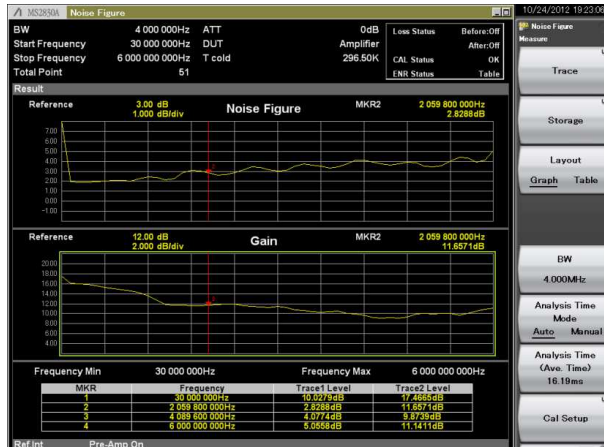 MS2830A Noise Figure
10/24/2012 19:23:06
BW 4 000 000Hz ATT 0dB
Start Frequency 30 000 000Hz DUT Amplifier
Stop Frequency 6 000 000 000Hz T cold 296.50K
Total Point 51
Loss Status Before:Off
After:Off
CAL Status OK
ENR Status Table
Result
Reference 3.00 dB Noise Figure MKR2 2 059 800 000Hz
1.000 dB/div 2.8288dB
7.00
6.00
5.00
4.00
3.00
2.00
1.00
0.00
-1.00
2
Reference 12.00 dB Gain MKR2 2 059 800 000Hz
2.000 dB/div 11.6571dB
20.00
18.00
16.00
14.00
12.00
10.00
8.00
6.00
4.00
2
Frequency Min 30 000 000Hz Frequency Max 6 000 000 000Hz
MKR Frequency Trace1 Level Trace2 Level
1 30 000 000Hz 10.0279dB 17.4665dB
2 2 059 800 000Hz 2.8288dB 11.6571dB
3 4 089 600 000Hz 4.0774dB 9.8739dB
4 6 000 000 000Hz 5.0558dB 11.1411dB
Ref.Int Pre-Amp On
Noise Figure
Measure
Trace
Storage
Layout
Graph Table
BW
4.000MHz
Analysis Time
Mode
Auto Manual
Analysis Time
(Ave. Time)
16.19ms
Cal Setup